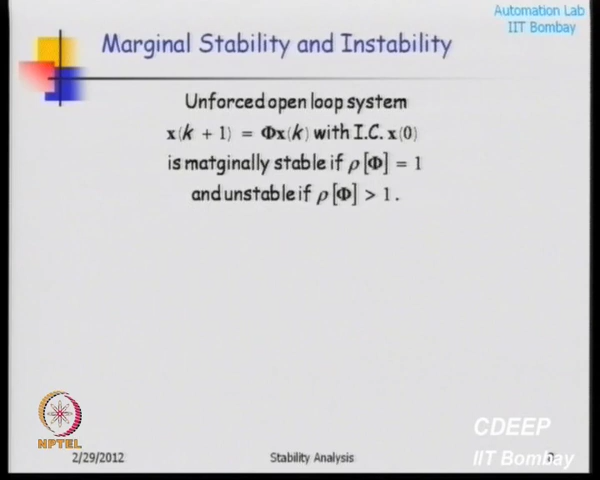 Automation Lab
IIT Bombay
Marginal Stability and Instability
Unforced open loop system
x(k + 1) = Φx(k) with I.C. x(0)
is matginally stable if ρ[Φ] = 1
and unstable if ρ[Φ] > 1.
NPTEL
CDEEP
IIT Bombay
2/29/2012
Stability Analysis